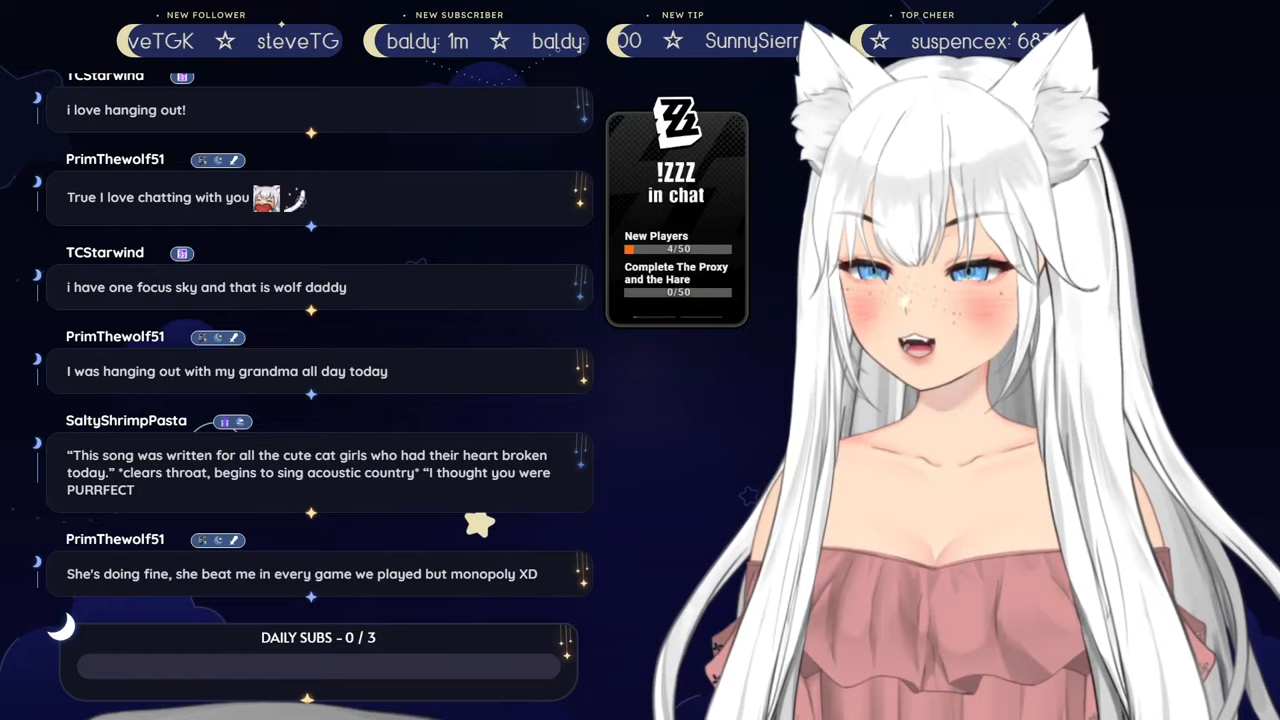 NEW FOLLOWER
NEW SUBSCRIBER
NEW TIP
TOP CHEER
veTGK ☆ steveTG
baldy: 1m ☆ baldy:
00 ☆ SunnySierr
☆ suspencex: 687
TCStarwind
i love hanging out!
PrimThewolf51
True I love chatting with you
TCStarwind
i have one focus sky and that is wolf daddy
PrimThewolf51
I was hanging out with my grandma all day today
SaltyShrimpPasta
“This song was written for all the cute cat girls who had their heart broken
today.” *clears throat, begins to sing acoustic country* “I thought you were
PURRFECT
PrimThewolf51
She's doing fine, she beat me in every game we played but monopoly XD
DAILY SUBS - 0 / 3
!ZZZ
in chat
New Players
4/50
Complete The Proxy
and the Hare
0/50